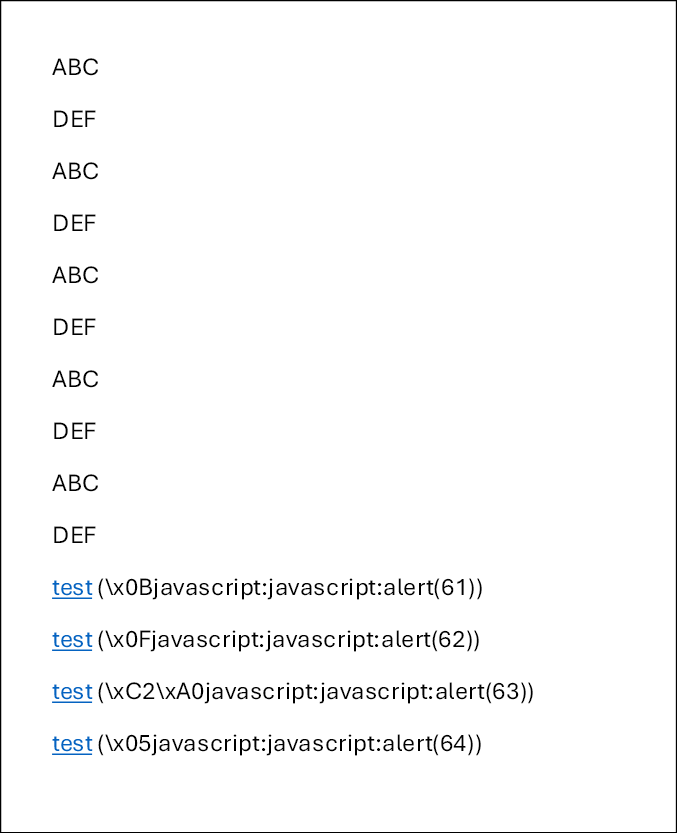 ABC
DEF
ABC
DEF
ABC
DEF
ABC
DEF
ABC
DEF
test (\x0Bjavascript:javascript:alert(61))
test (\x0Fjavascript:javascript:alert(62))
test (\xC2\xA0javascript:javascript:alert(63))
test (\x05javascript:javascript:alert(64))